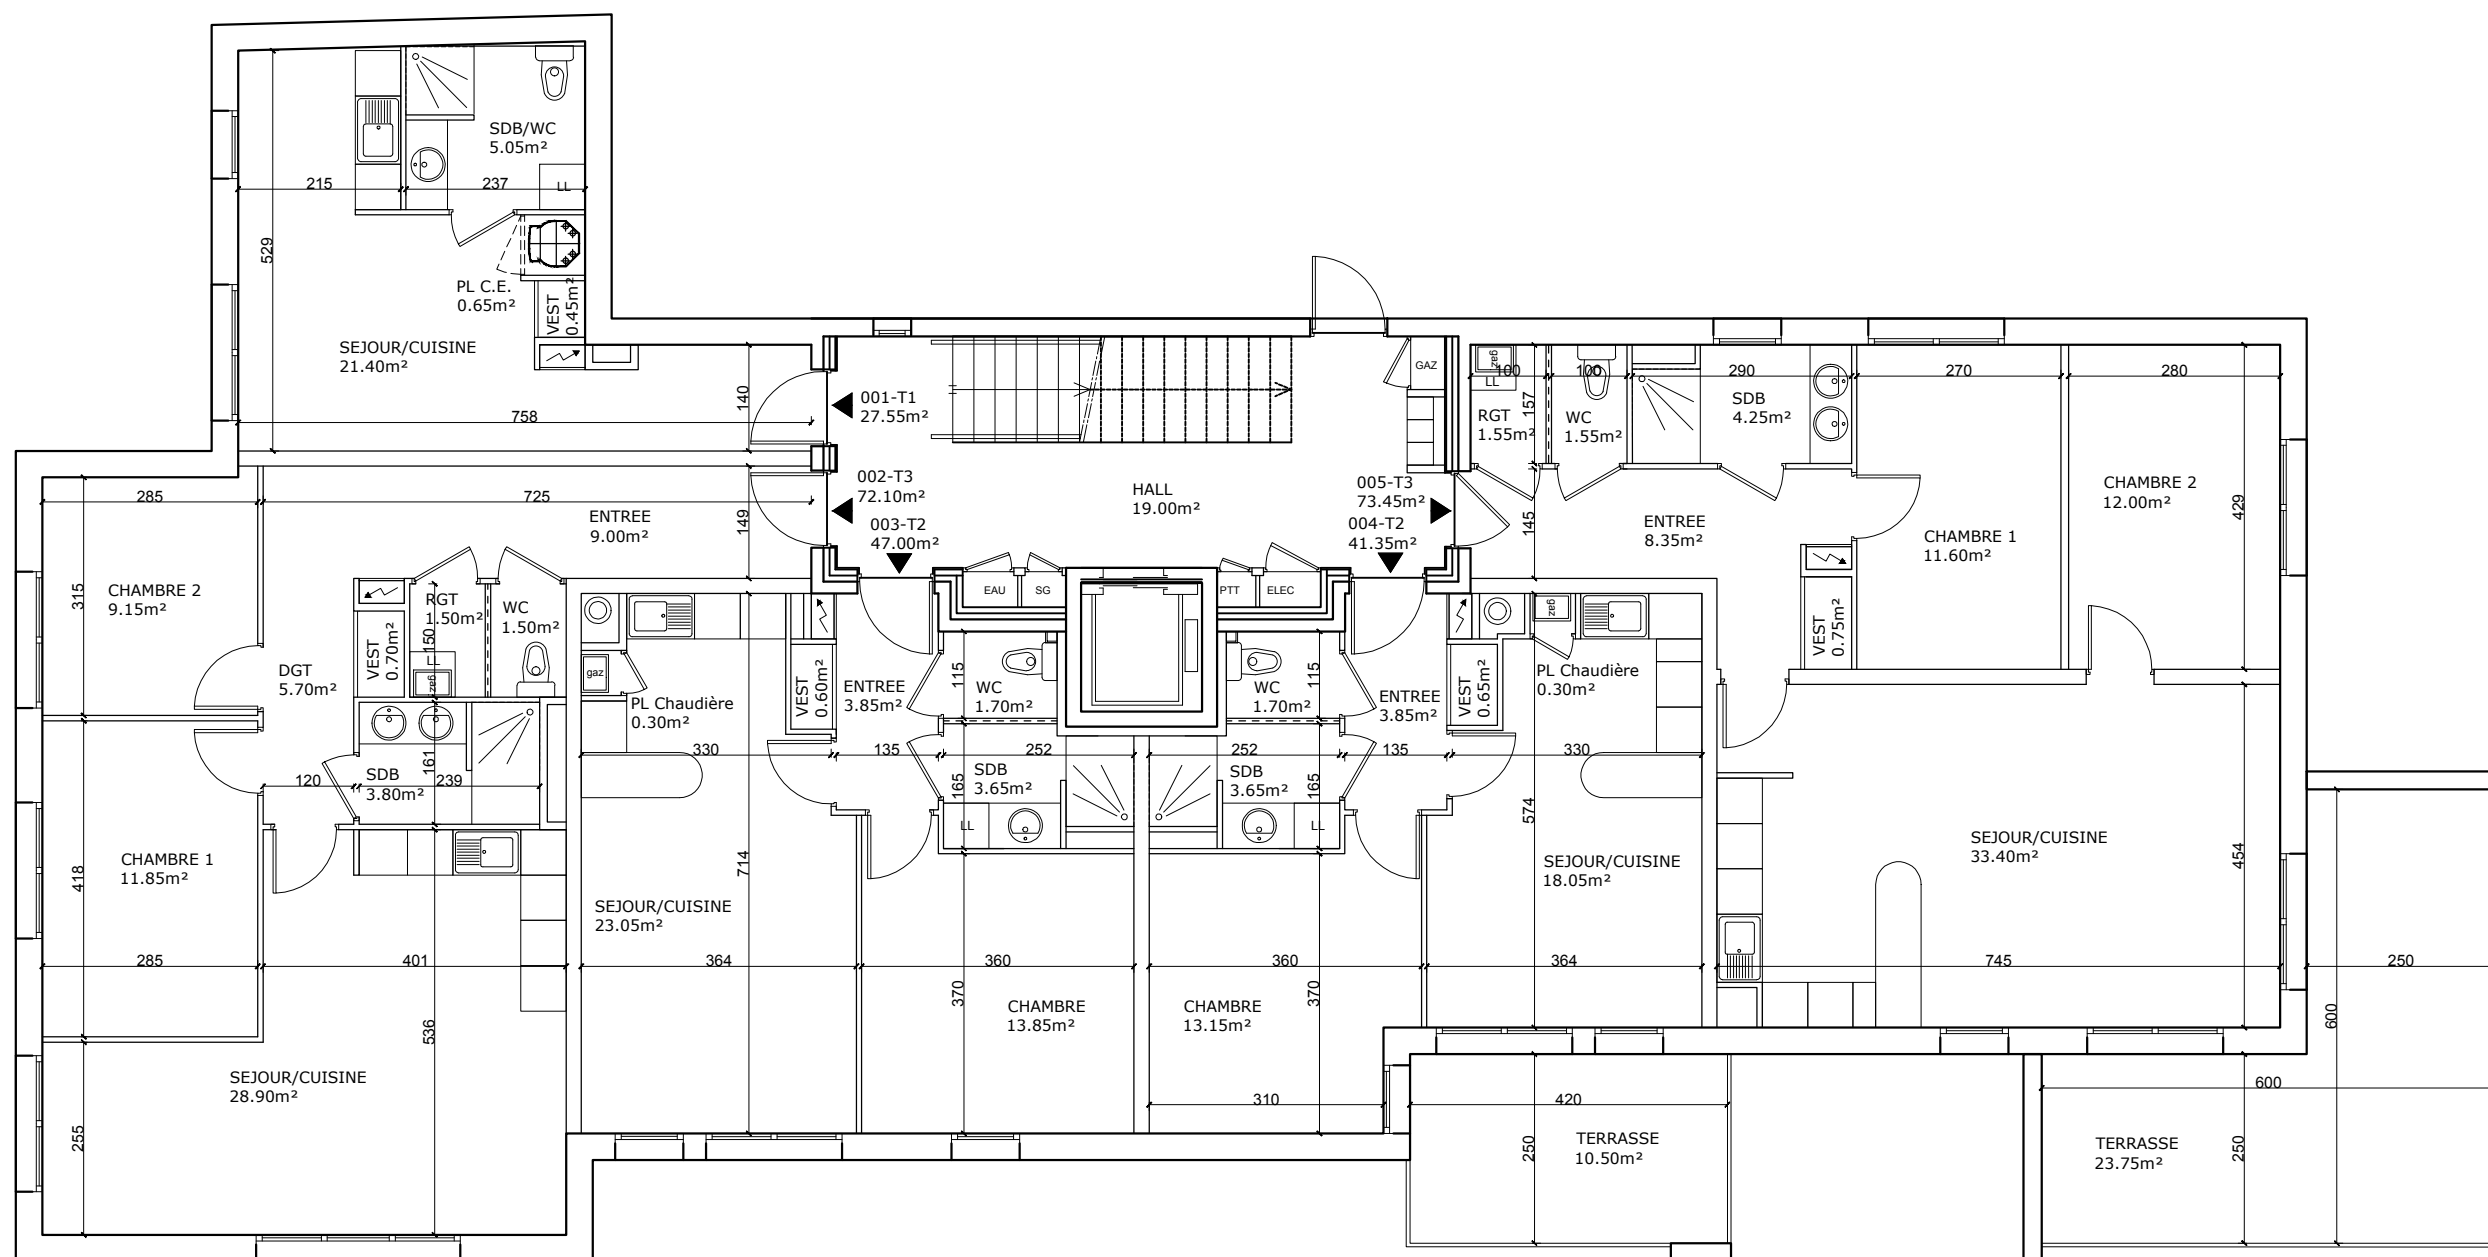 SDB/WC
5.05m²
215
237
LL
529
PL C.E.
0.65m²
VEST
0.45m²
SEJOUR/CUISINE
21.40m²
758
140
001-T1
27.55m²
002-T3
72.10m²
003-T2
47.00m²
HALL
19.00m²
005-T3
73.45m²
004-T2
41.35m²
GAZ
EAU
SG
PTT
ELEC
gaz
LL
100
100
290
270
280
157
RGT
1.55m²
WC
1.55m²
SDB
4.25m²
145
ENTREE
8.35m²
CHAMBRE 1
11.60m²
CHAMBRE 2
12.00m²
429
VEST
0.75m²
285
725
149
ENTREE
9.00m²
CHAMBRE 2
9.15m²
315
DGT
5.70m²
VEST
0.70m²
RGT
1.50m²
150
LL
gaz
WC
1.50m²
SDB
3.80m²
161
120
239
CHAMBRE 1
11.85m²
418
285
401
536
SEJOUR/CUISINE
28.90m²
255
gaz
PL Chaudière
0.30m²
330
VEST
0.60m²
ENTREE
3.85m²
115
WC
1.70m²
135
252
SDB
3.65m²
165
LL
714
SEJOUR/CUISINE
23.05m²
364
360
370
CHAMBRE
13.85m²
WC
1.70m²
115
ENTREE
3.85m²
VEST
0.65m²
gaz
PL Chaudière
0.30m²
252
135
330
SDB
3.65m²
165
LL
574
SEJOUR/CUISINE
18.05m²
360
364
370
CHAMBRE
13.15m²
310
SEJOUR/CUISINE
33.40m²
454
745
250
600
420
250
TERRASSE
10.50m²
600
250
TERRASSE
23.75m²